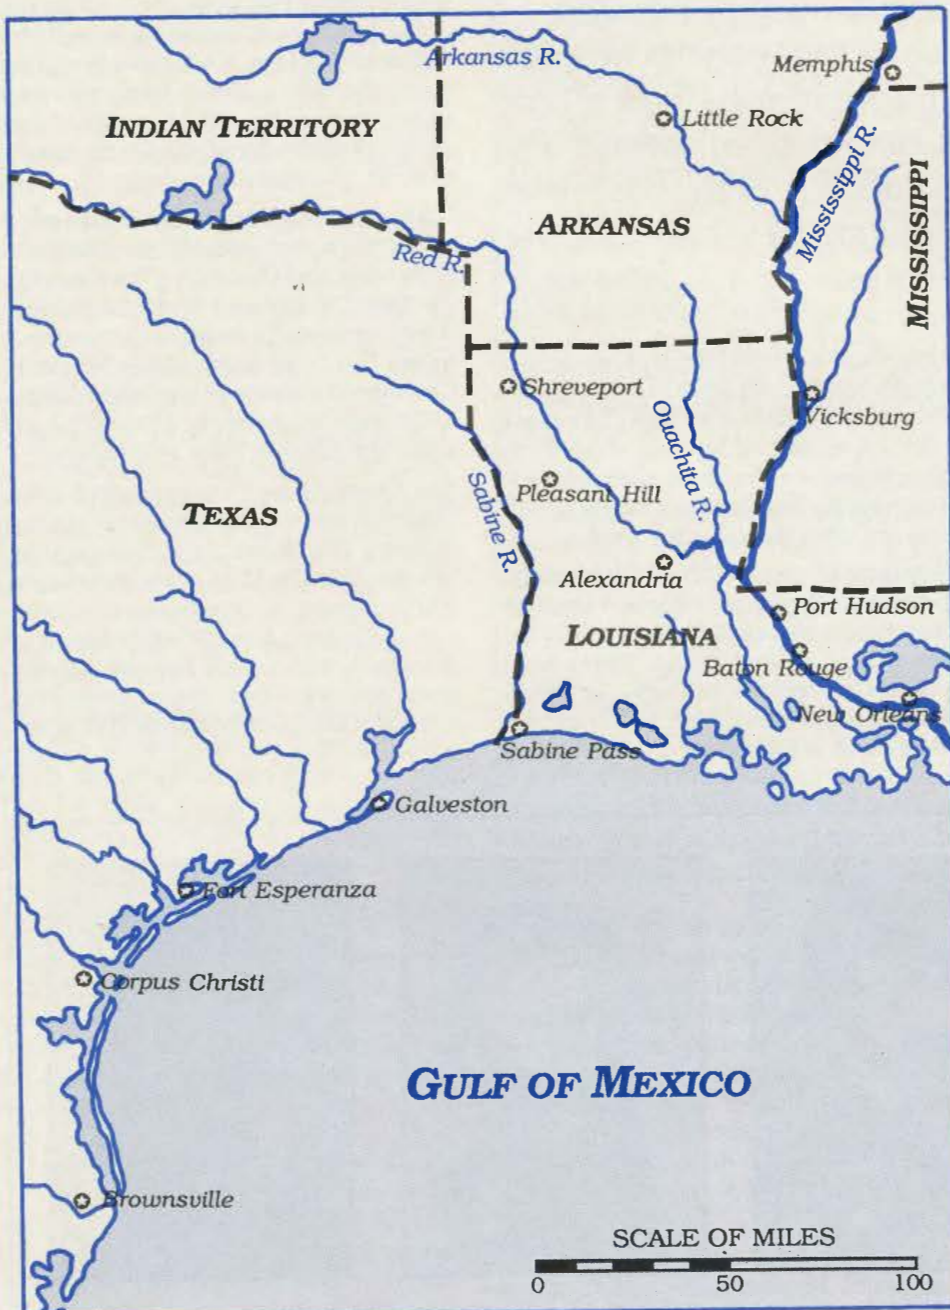 Arkansas R.
Memphis
Little Rock
INDIAN TERRITORY
Mississippi R.
MISSISSIPPI
ARKANSAS
Red R.
Shreveport
Vicksburg
Ouachita R.
Pleasant Hill
Sabine R.
TEXAS
Alexandria
Port Hudson
LOUISIANA
Baton Rouge
New Orleans
Sabine Pass
Galveston
Fort Esperanza
Corpus Christi
GULF OF MEXICO
Brownsville
SCALE OF MILES
0 50 100